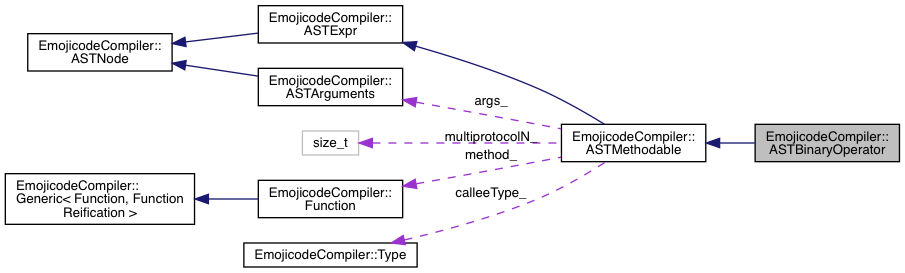 EmojicodeCompiler::
ASTExpr
EmojicodeCompiler::
ASTNode
EmojicodeCompiler::
ASTArguments
args_
size_t
multiprotocolN_
method_
EmojicodeCompiler::
ASTMethodable
EmojicodeCompiler::
ASTBinaryOperator
EmojicodeCompiler::
Generic< Function, Function
Reification >
EmojicodeCompiler::
Function
calleeType_
EmojicodeCompiler::Type